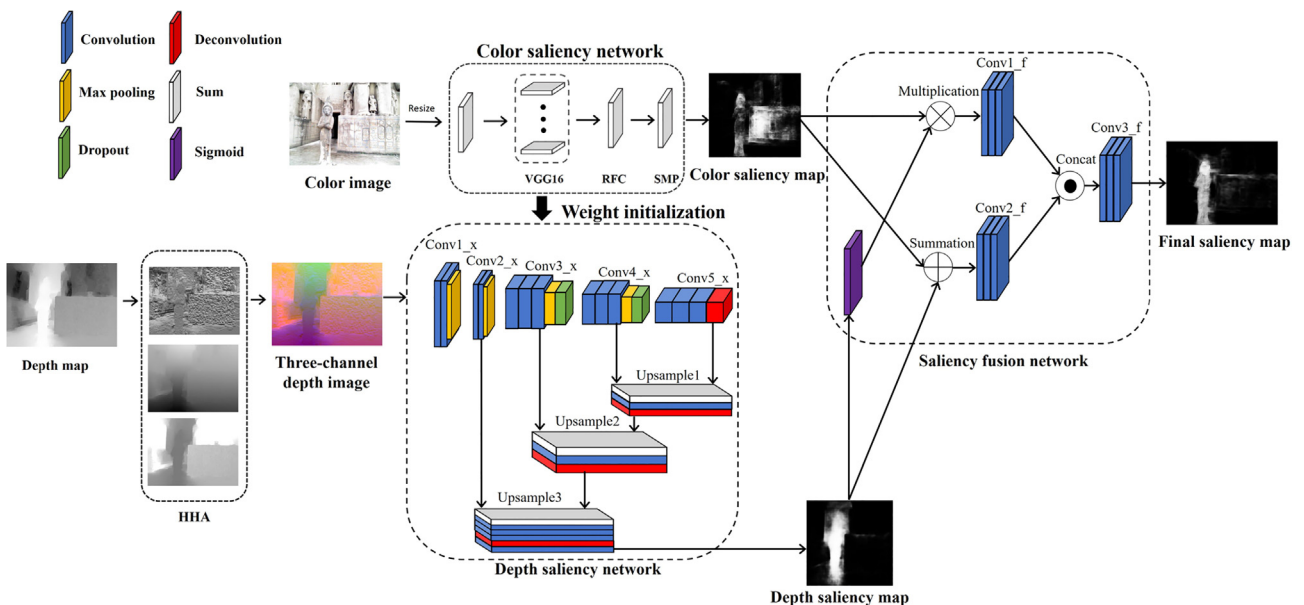 Convolution
Deconvolution
Max pooling
Sum
Dropout
Sigmoid
Color saliency network
Color image
Resize
VGG16
RFC
SMP
Color saliency map
Weight initialization
Depth map
HHA
Three-channel
depth image
Conv1_x
Conv2_x
Conv3_x
Conv4_x
Conv5_x
Upsample1
Upsample2
Upsample3
Depth saliency network
Depth saliency map
Multiplication
Conv1_f
Summation
Conv2_f
Concat
Conv3_f
Saliency fusion network
Final saliency map